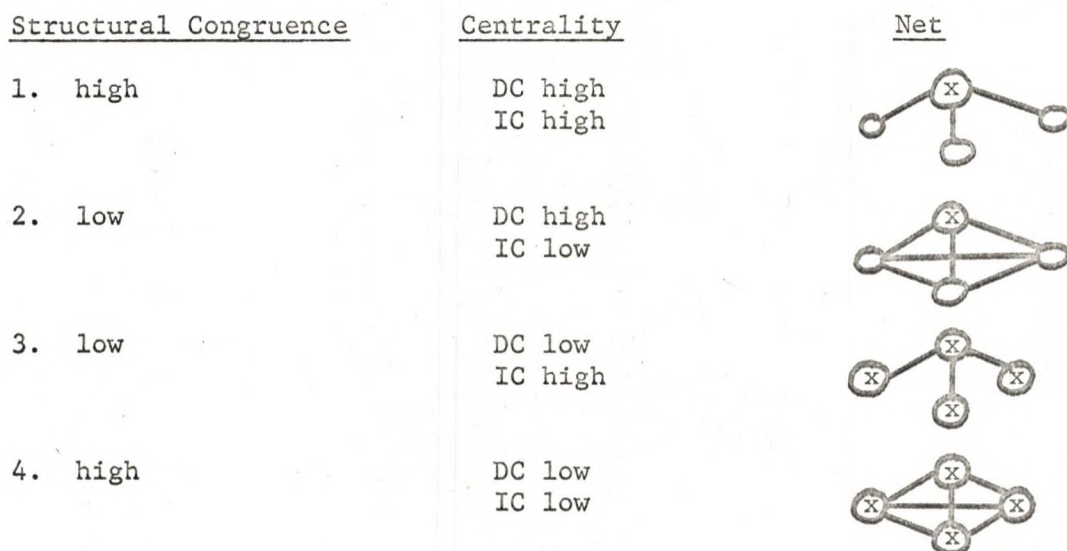 Structural Congruence Centrality Net
1. high DC high
IC high
X
2. low DC high
IC low
X
3. low DC low
IC high
X
X X
X
4. high DC low
IC low
X
X X
X